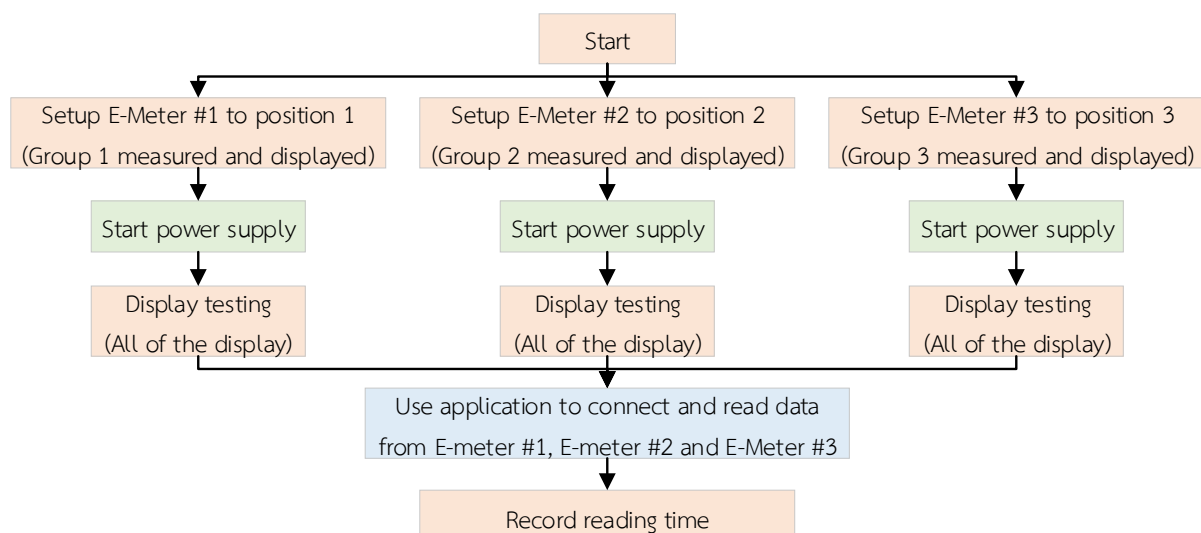 Start
Setup E-Meter #1 to position 1
(Group 1 measured and displayed)
Setup E-Meter #2 to position 2
(Group 2 measured and displayed)
Setup E-Meter #3 to position 3
(Group 3 measured and displayed)
Start power supply
Start power supply
Start power supply
Display testing
(All of the display)
Display testing
(All of the display)
Display testing
(All of the display)
Use application to connect and read data
from E-meter #1, E-meter #2 and E-Meter #3
Record reading time